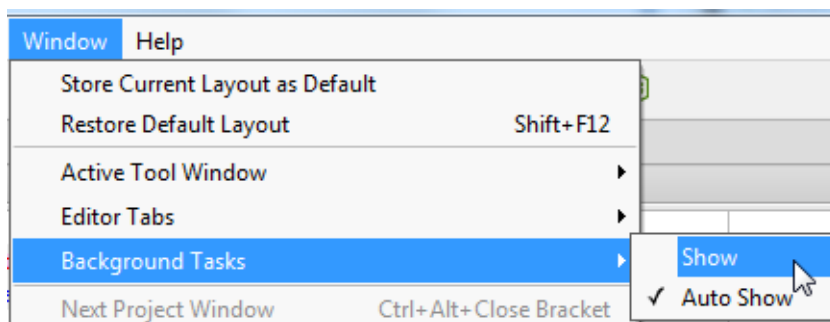 Window Help
Store Current Layout as Default
Restore Default Layout Shift+F12
Active Tool Window
Editor Tabs
Background Tasks
Show
Next Project Window Ctrl+Alt+Close Bracket
✓ Auto Show